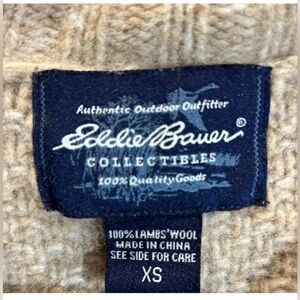 Authentic Outdoor Outfitter
Eddie Bauer®
COLLECTIBLES
100% Quality Goods
100% LAMBS' WOOL
MADE IN CHINA
SEE SIDE FOR CARE
XS